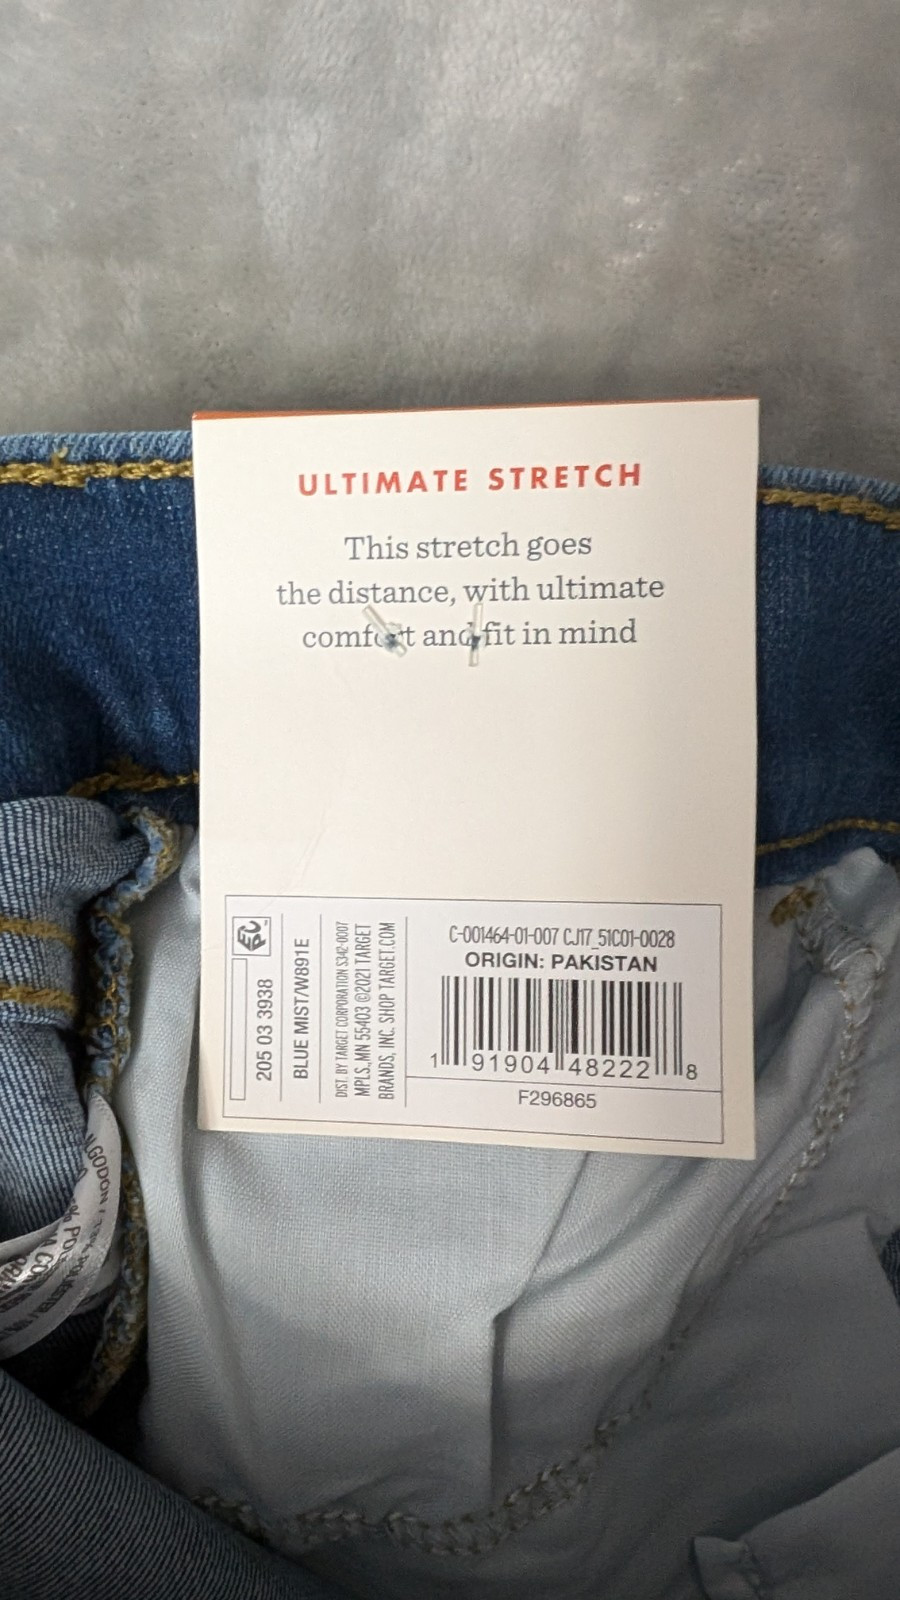 ULTIMATE STRETCH
This stretch goes
the distance, with ultimate
comfort and fit in mind
C-001464-01-007 CJ17_51C01-0028
ORIGIN: PAKISTAN
1 91904 48222 8
F296865
205 03 3938
BLUE MIST/W891E
DIST. BY TARGET CORPORATION S342-0007
MPLS., MN 55403 ©2021 TARGET
BRANDS, INC. SHOP TARGET.COM